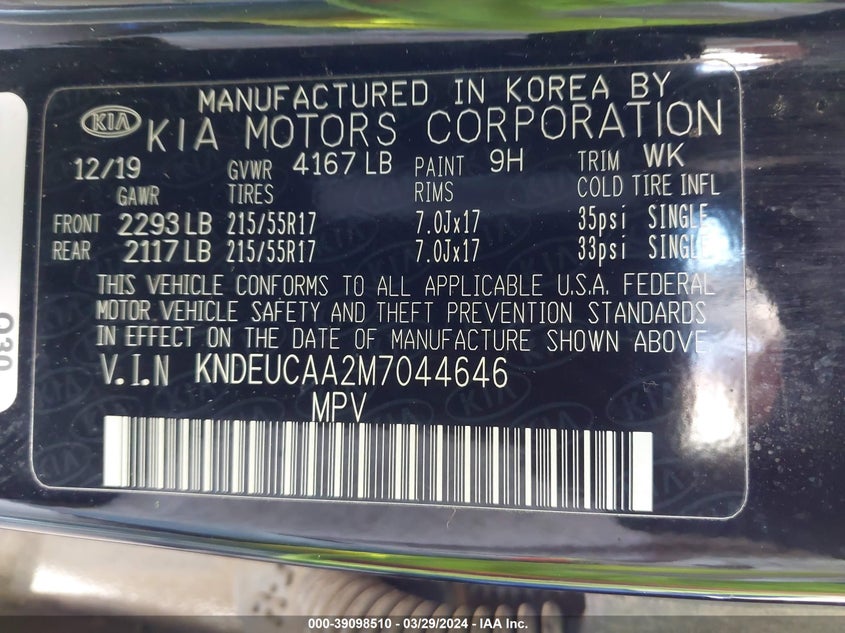 MANUFACTURED IN KOREA BY
KIA KIA MOTORS CORPORATION
12/19 GVWR 4167 LB PAINT 9H TRIM WK
GAWR TIRES RIMS COLD TIRE INFL
FRONT 2293 LB 215/55R17 7.0Jx17 35psi SINGLE
REAR 2117 LB 215/55R17 7.0Jx17 33psi SINGLE
THIS VEHICLE CONFORMS TO ALL APPLICABLE U.S.A. FEDERAL
MOTOR VEHICLE SAFETY AND THEFT PREVENTION STANDARDS
IN EFFECT ON THE DATE OF MANUFACTURE SHOWN ABOVE.
V.I.N KNDEUCAA2M7044646
MPV
000-39098510 - 03/29/2024 - IAA Inc.